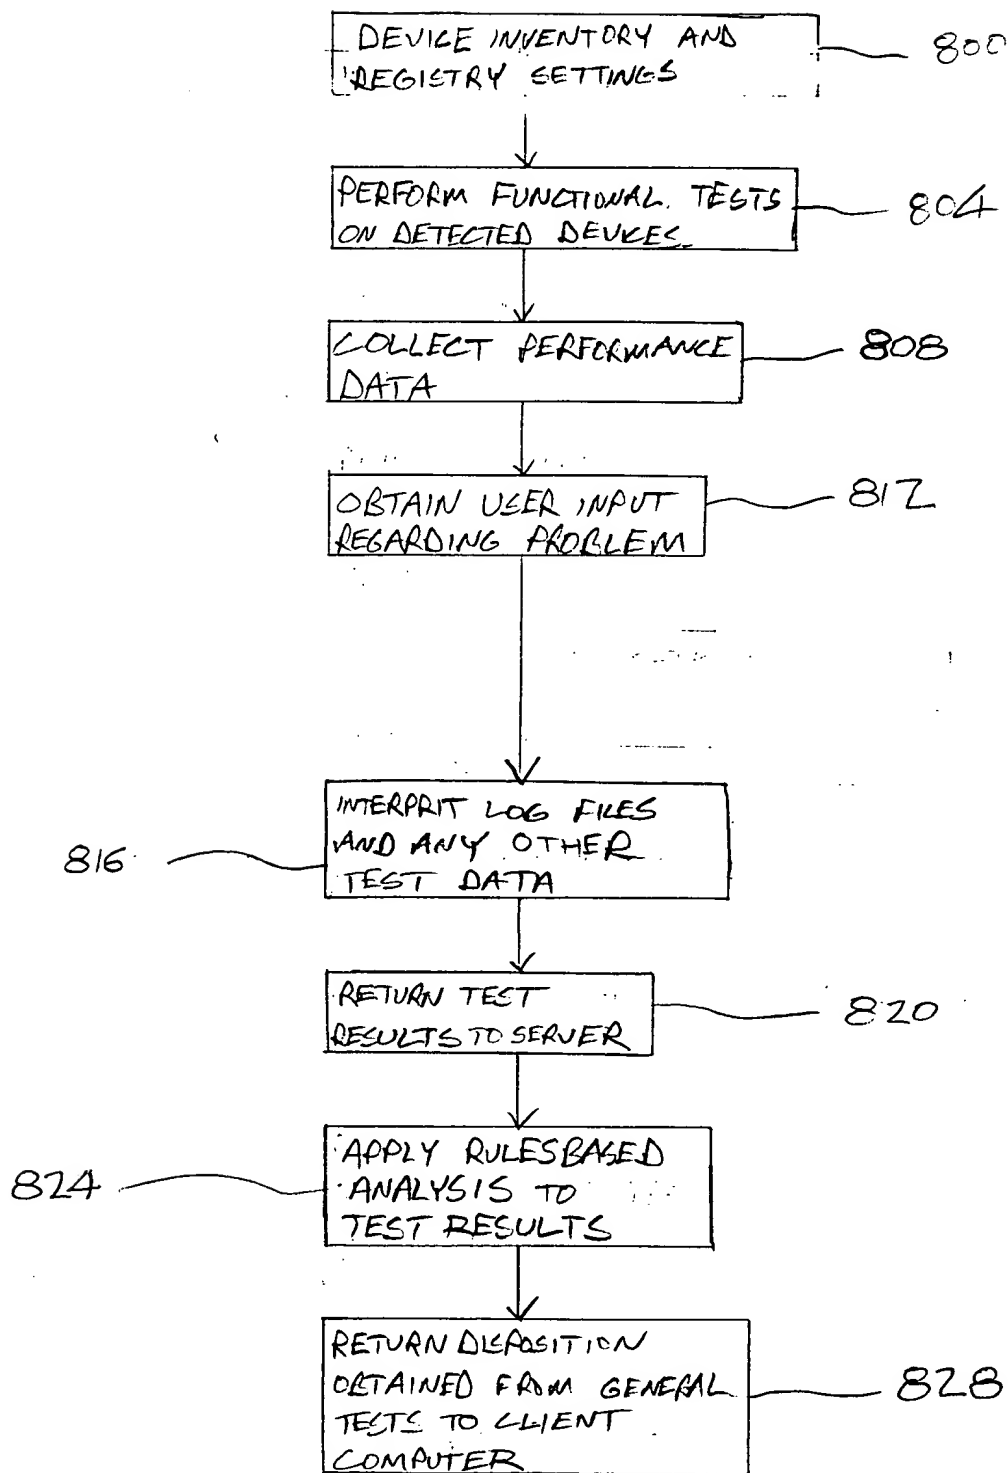 DEVICE INVENTORY AND
REGISTRY SETTINGS
800
PERFORM FUNCTIONAL TESTS
ON DETECTED DEVICES.
804
COLLECT PERFORMANCE
DATA
808
OBTAIN USER INPUT
REGARDING PROBLEM
812
INTERPRIT LOG FILES
AND ANY OTHER
TEST DATA
816
RETURN TEST
RESULTS TO SERVER
820
APPLY RULESBASED
ANALYSIS TO
TEST RESULTS
824
RETURN DISPOSITION
OBTAINED FROM GENERAL
TESTS TO CLIENT
COMPUTER
828